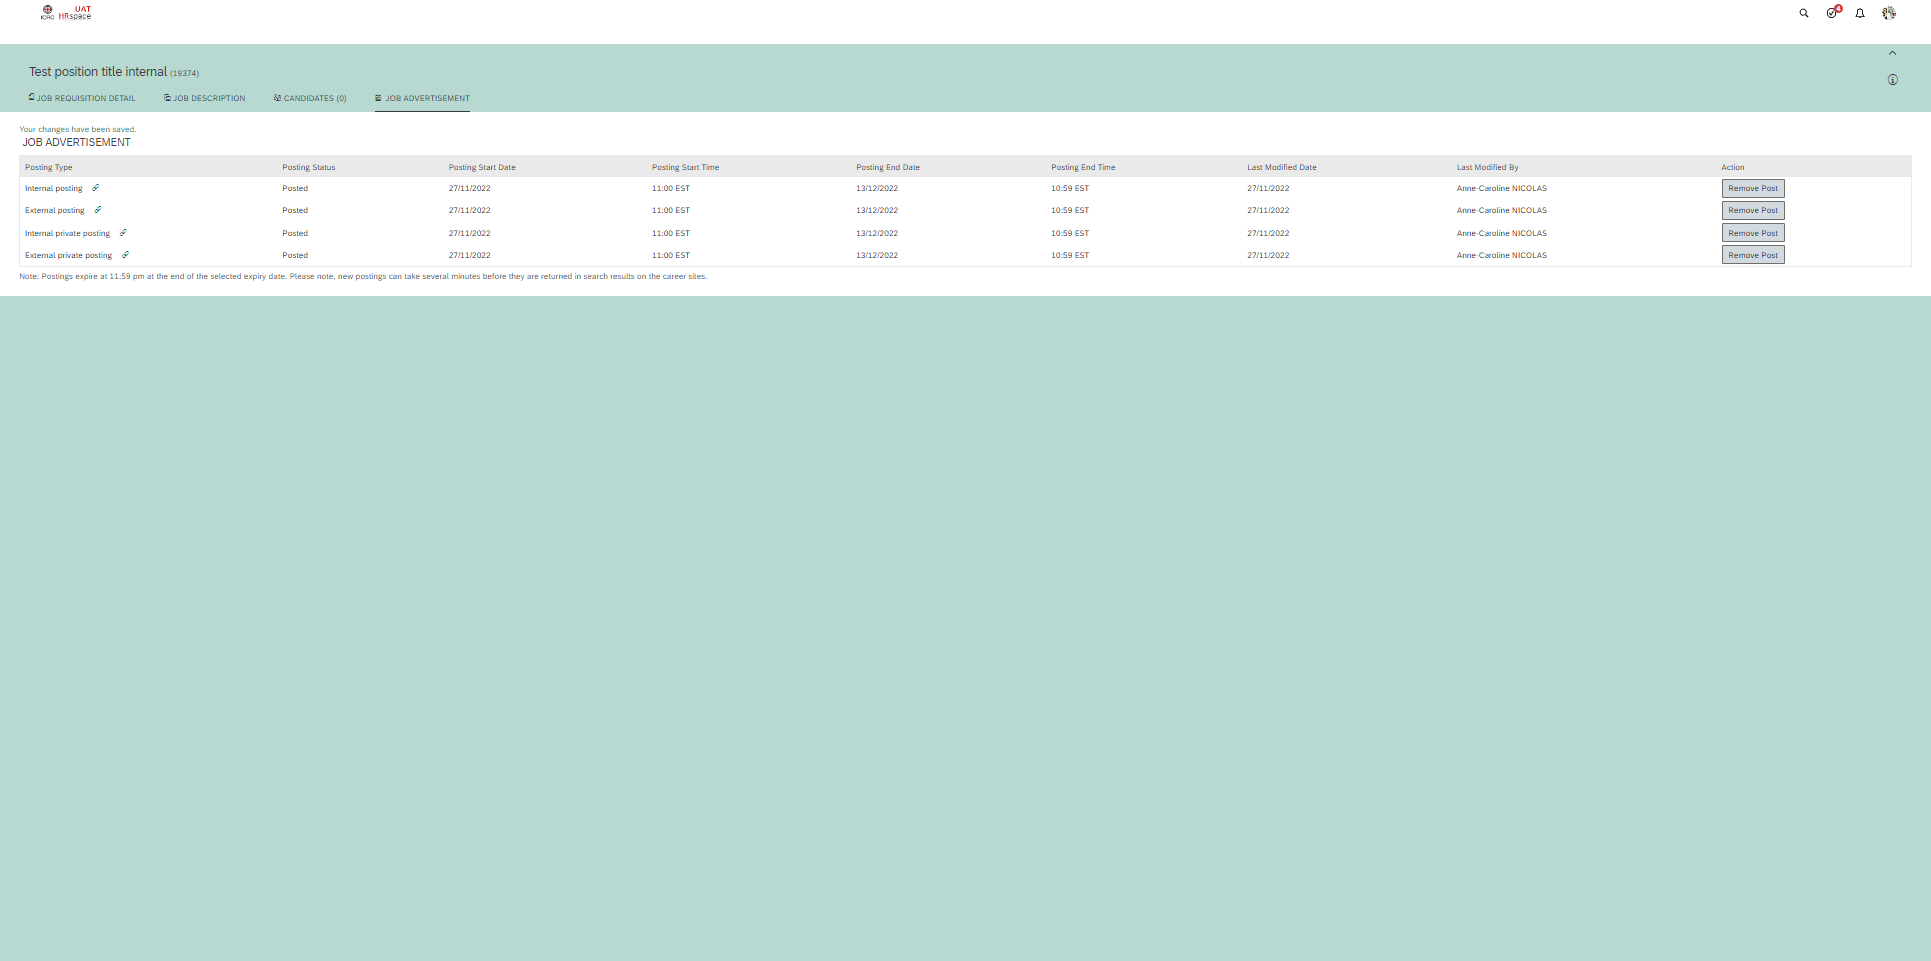 ICRC UAT
HRspace
4
Test position title internal (19374)
JOB REQUISITION DETAIL JOB DESCRIPTION CANDIDATES (0) JOB ADVERTISEMENT
Your changes have been saved.
JOB ADVERTISEMENT
Posting Type Posting Status Posting Start Date Posting Start Time Posting End Date Posting End Time Last Modified Date Last Modified By Action
Internal posting Posted 27/11/2022 11:00 EST 13/12/2022 10:59 EST 27/11/2022 Anne-Caroline NICOLAS Remove Post
External posting Posted 27/11/2022 11:00 EST 13/12/2022 10:59 EST 27/11/2022 Anne-Caroline NICOLAS Remove Post
Internal private posting Posted 27/11/2022 11:00 EST 13/12/2022 10:59 EST 27/11/2022 Anne-Caroline NICOLAS Remove Post
External private posting Posted 27/11/2022 11:00 EST 13/12/2022 10:59 EST 27/11/2022 Anne-Caroline NICOLAS Remove Post
Note: Postings expire at 11:59 pm at the end of the selected expiry date. Please note, new postings can take several minutes before they are returned in search results on the career sites.